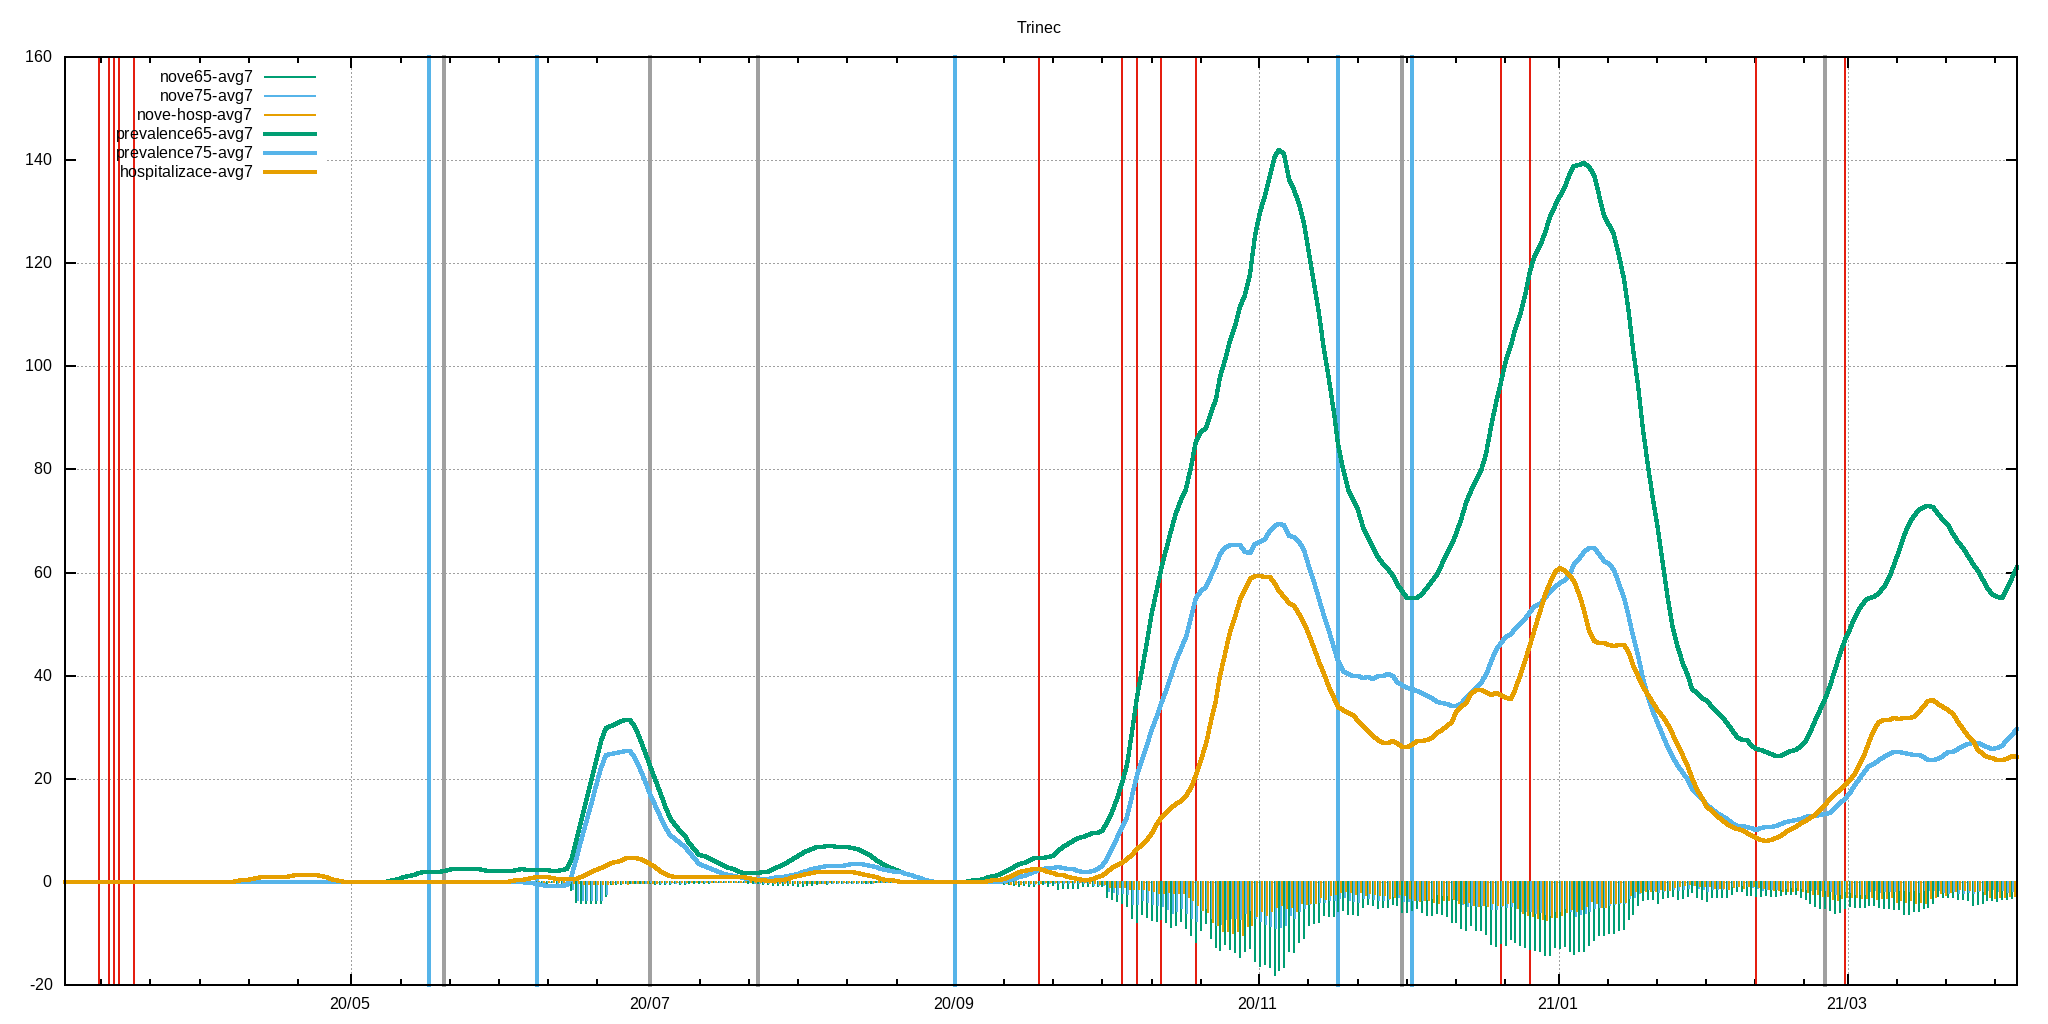 Trinec
160
140
120
100
80
60
40
20
0
-20
nove65-avg7
nove75-avg7
nove-hosp-avg7
prevalence65-avg7
prevalence75-avg7
hospitalizace-avg7
20/05
20/07
20/09
20/11
21/01
21/03